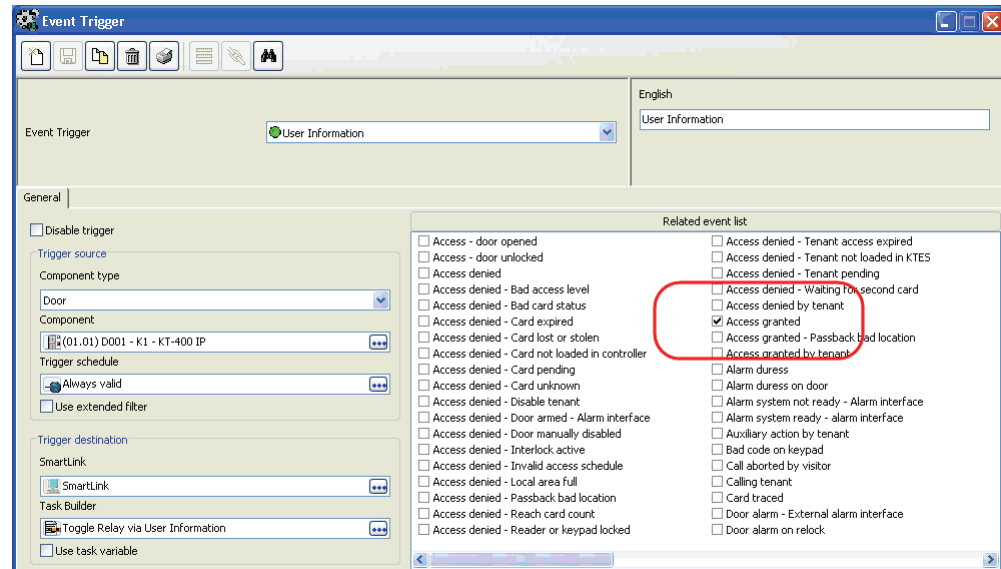 Event Trigger
English
Event Trigger
User Information
User Information
General
Disable trigger
Trigger source
Component type
Door
Component
(01.01) D001 - K1 - KT-400 IP
Trigger schedule
Always valid
Use extended filter
Trigger destination
SmartLink
SmartLink
Task Builder
Toggle Relay via User Information
Use task variable
Related event list
Access - door opened
Access - door unlocked
Access denied
Access denied - Bad access level
Access denied - Bad card status
Access denied - Card expired
Access denied - Card lost or stolen
Access denied - Card not loaded in controller
Access denied - Card pending
Access denied - Card unknown
Access denied - Disable tenant
Access denied - Door armed - Alarm interface
Access denied - Door manually disabled
Access denied - Interlock active
Access denied - Invalid access schedule
Access denied - Local area full
Access denied - Passback bad location
Access denied - Reach card count
Access denied - Reader or keypad locked
Access denied - Tenant access expired
Access denied - Tenant not loaded in KTES
Access denied - Tenant pending
Access denied - Waiting for second card
Access denied by tenant
Access granted
Access granted - Passback bad location
Access granted by tenant
Alarm duress
Alarm duress on door
Alarm system not ready - Alarm interface
Alarm system ready - alarm interface
Auxiliary action by tenant
Bad code on keypad
Call aborted by visitor
Calling tenant
Card traced
Door alarm - External alarm interface
Door alarm on relock